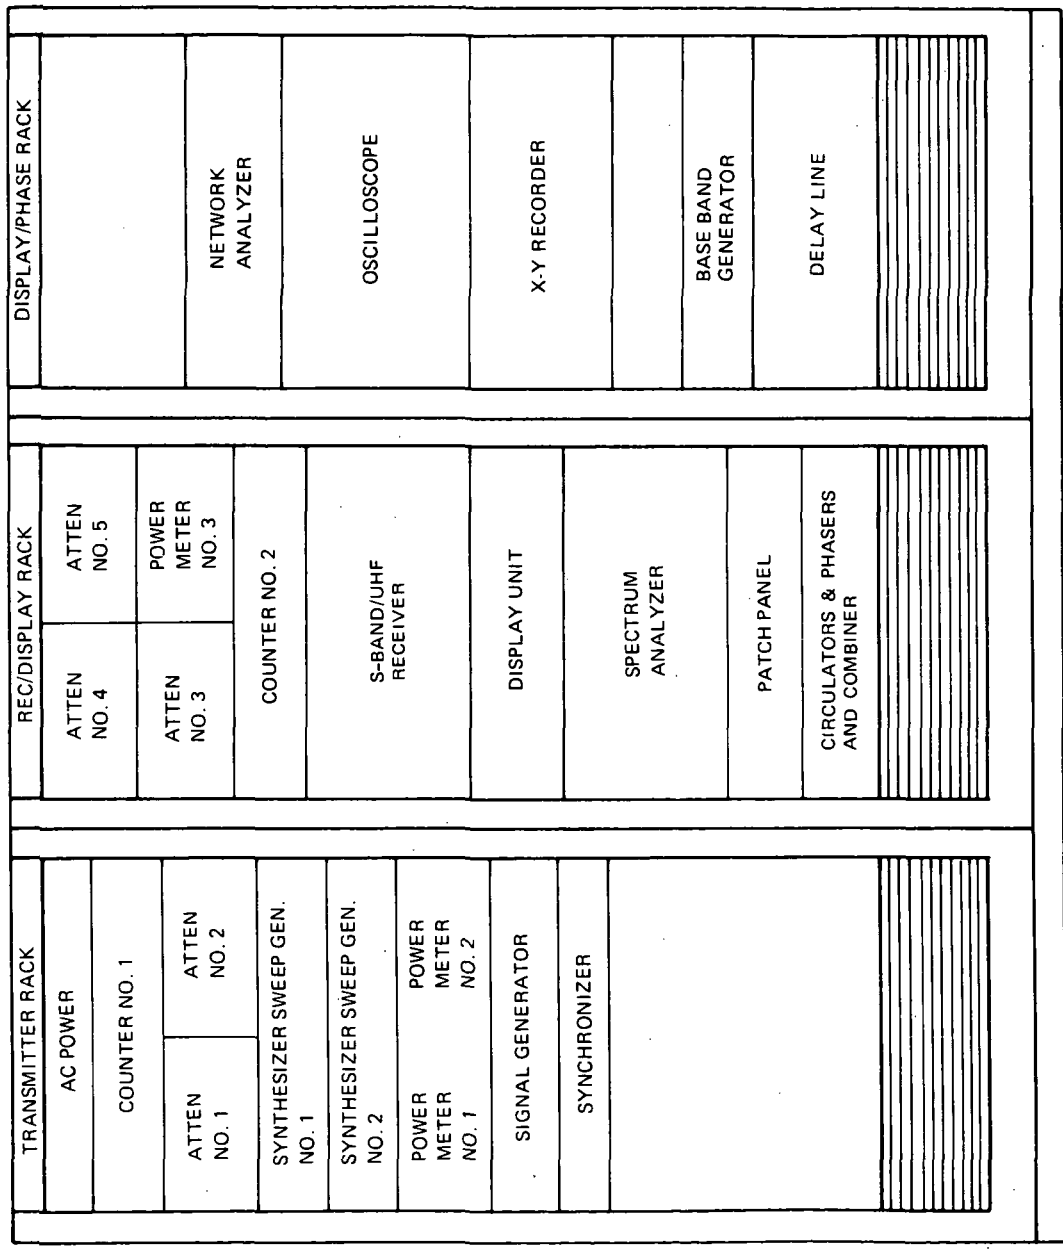 TRANSMITTER RACK
AC POWER
COUNTER NO. 1
ATTEN
NO. 1
ATTEN
NO. 2
SYNTHESIZER SWEEP GEN.
NO. 1
SYNTHESIZER SWEEP GEN.
NO. 2
POWER
METER
NO. 1
POWER
METER
NO. 2
SIGNAL GENERATOR
SYNCHRONIZER
REC/DISPLAY RACK
ATTEN
NO. 4
ATTEN
NO. 5
ATTEN
NO. 3
POWER
METER
NO. 3
COUNTER NO. 2
S-BAND/UHF
RECEIVER
DISPLAY UNIT
SPECTRUM
ANALYZER
PATCH PANEL
CIRCULATORS & PHASERS
AND COMBINER
DISPLAY/PHASE RACK
NETWORK
ANALYZER
OSCILLOSCOPE
X-Y RECORDER
BASE BAND
GENERATOR
DELAY LINE